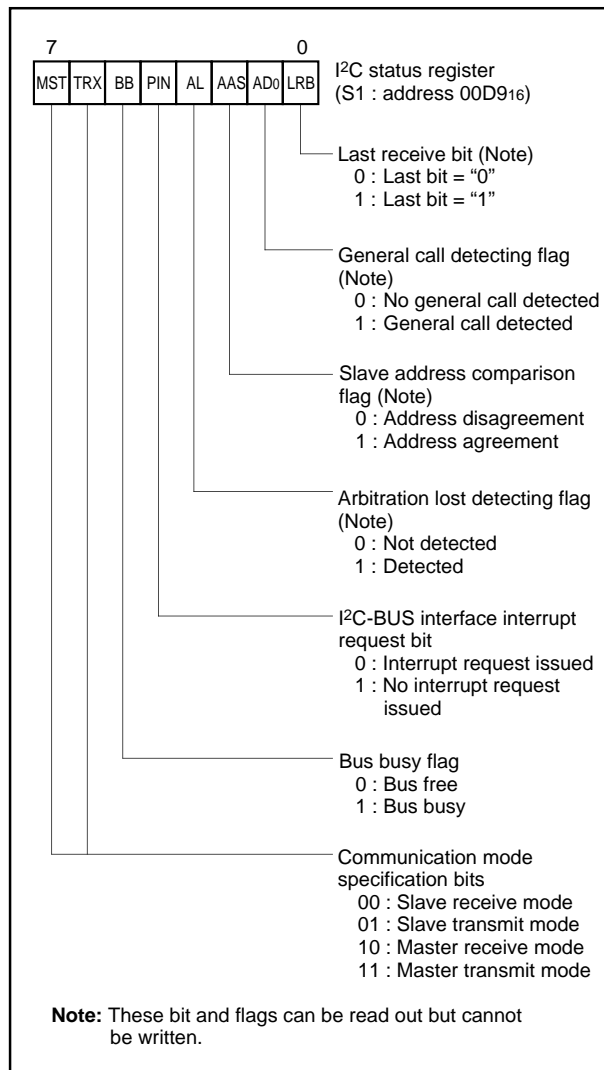 7 0
MST TRX BB PIN AL AAS AD0 LRB
I2C status register
(S1 : address 00D916)
Last receive bit (Note)
0 : Last bit = “0”
1 : Last bit = “1”
General call detecting flag
(Note)
0 : No general call detected
1 : General call detected
Slave address comparison
flag (Note)
0 : Address disagreement
1 : Address agreement
Arbitration lost detecting flag
(Note)
0 : Not detected
1 : Detected
I2C-BUS interface interrupt
request bit
0 : Interrupt request issued
1 : No interrupt request
issued
Bus busy flag
0 : Bus free
1 : Bus busy
Communication mode
specification bits
00 : Slave receive mode
01 : Slave transmit mode
10 : Master receive mode
11 : Master transmit mode
Note: These bit and flags can be read out but cannot
be written.